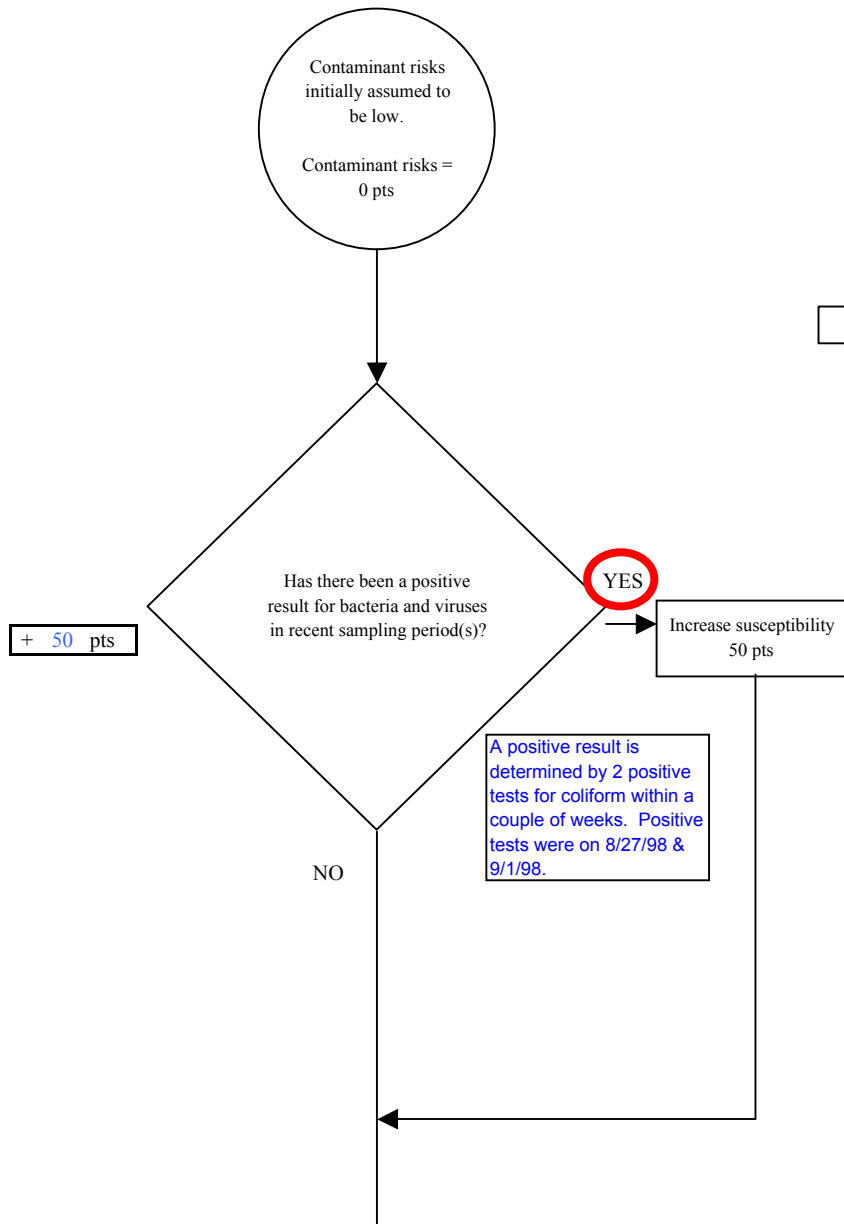 Contaminant risks
initially assumed to
be low.
Contaminant risks =
0 pts
Has there been a positive
result for bacteria and viruses
in recent sampling period(s)?
YES
+ 50 pts
Increase susceptibility
50 pts
A positive result is
determined by 2 positive
tests for coliform within a
couple of weeks. Positive
tests were on 8/27/98 &
9/1/98.
NO